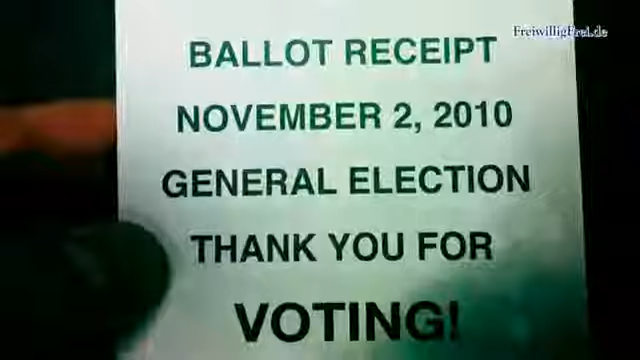 FreiwilligFrei.de
BALLOT RECEIPT
NOVEMBER 2, 2010
GENERAL ELECTION
THANK YOU FOR
VOTING!